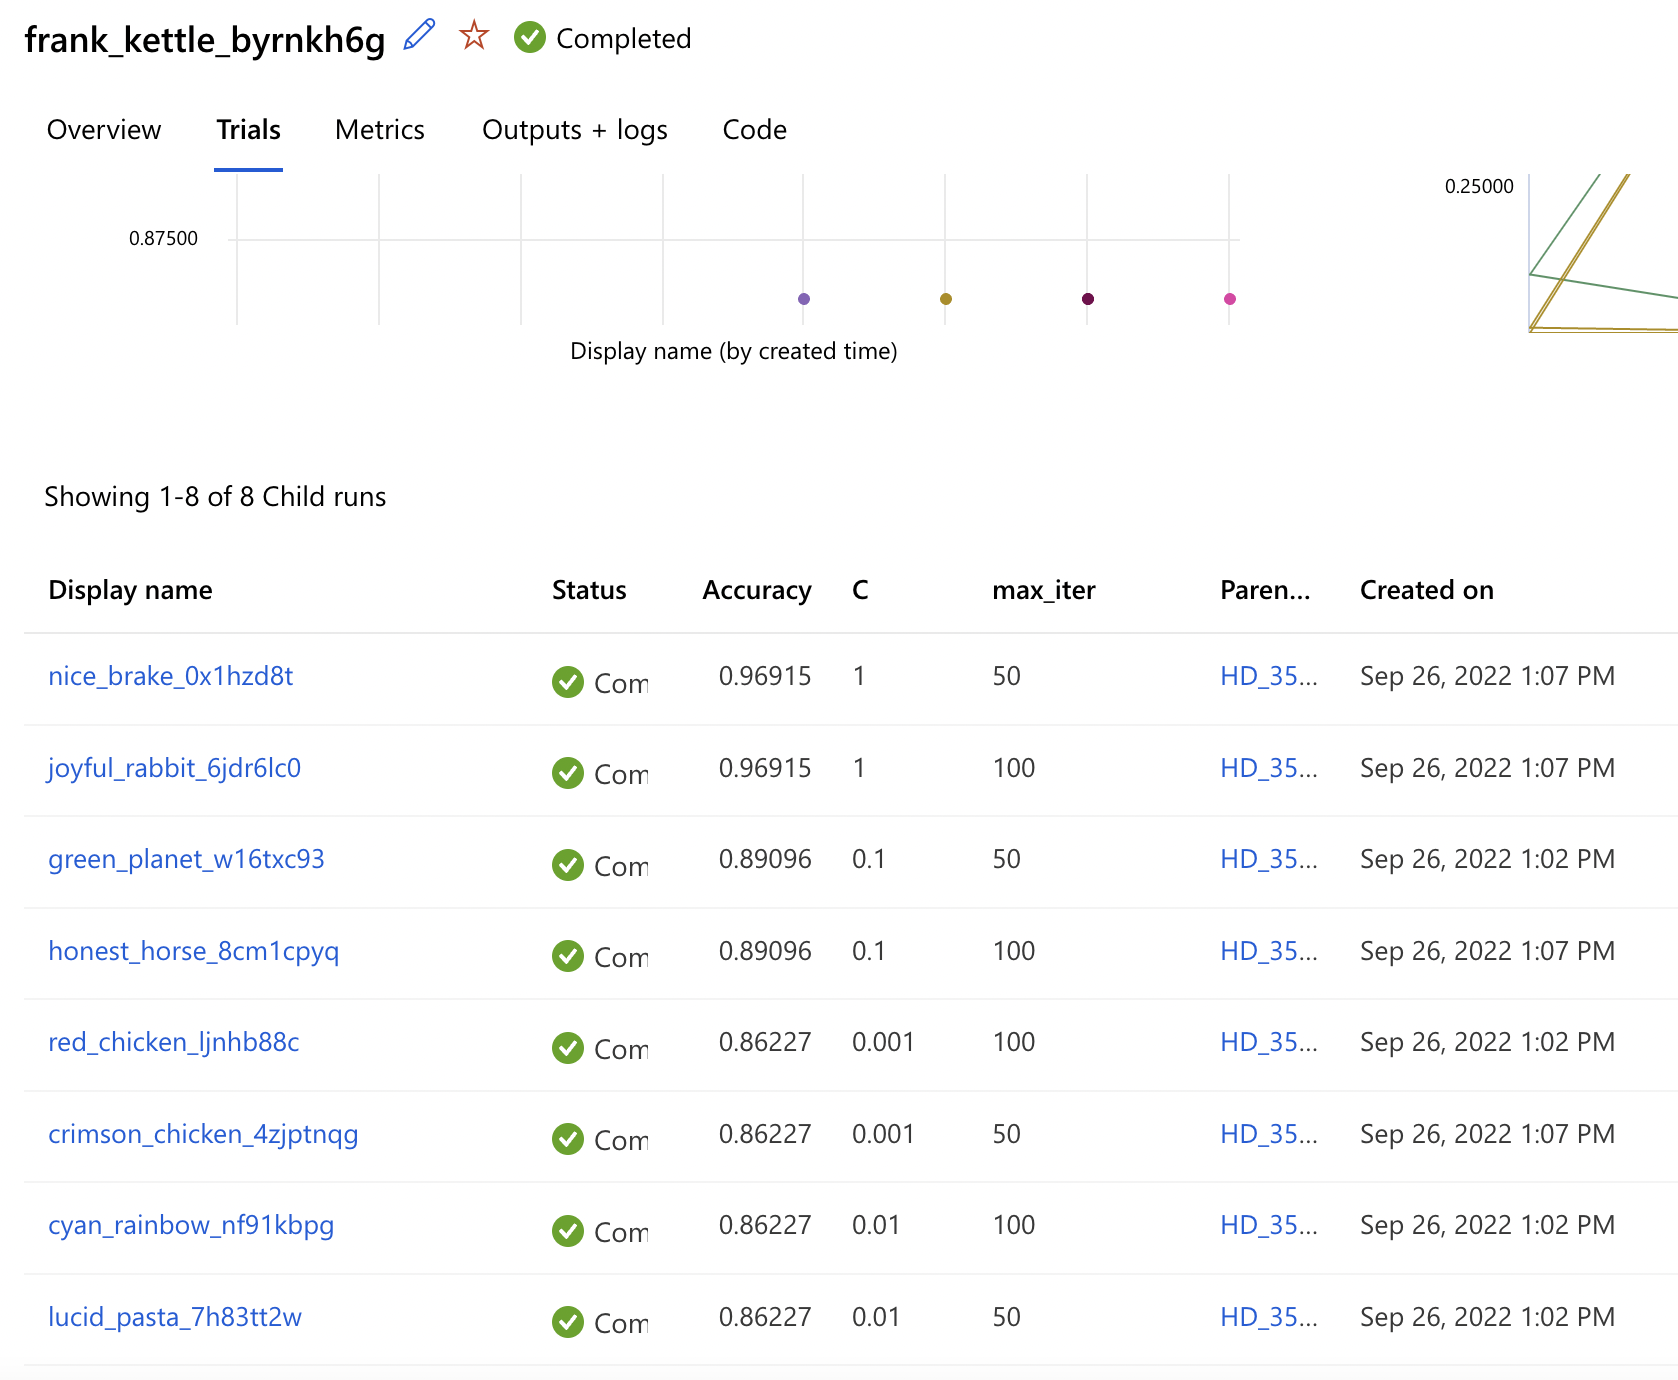 frank_kettle_byrnkh6g Completed
Overview Trials Metrics Outputs + logs Code
0.25000
0.87500
Display name (by created time)
Showing 1-8 of 8 Child runs
Display name Status Accuracy C max_iter Paren... Created on
nice_brake_0x1hzd8t Com 0.96915 1 50 HD_35... Sep 26, 2022 1:07 PM
joyful_rabbit_6jdr6lc0 Com 0.96915 1 100 HD_35... Sep 26, 2022 1:07 PM
green_planet_w16txc93 Com 0.89096 0.1 50 HD_35... Sep 26, 2022 1:02 PM
honest_horse_8cm1cpyq Com 0.89096 0.1 100 HD_35... Sep 26, 2022 1:07 PM
red_chicken_ljnhb88c Com 0.86227 0.001 100 HD_35... Sep 26, 2022 1:02 PM
crimson_chicken_4zjptnqg Com 0.86227 0.001 50 HD_35... Sep 26, 2022 1:07 PM
cyan_rainbow_nf91kbpg Com 0.86227 0.01 100 HD_35... Sep 26, 2022 1:02 PM
lucid_pasta_7h83tt2w Com 0.86227 0.01 50 HD_35... Sep 26, 2022 1:02 PM